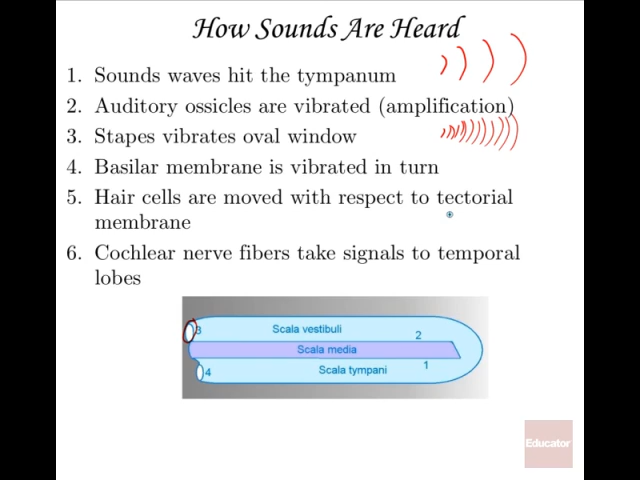 How Sounds Are Heard
1. Sounds waves hit the tympanum
2. Auditory ossicles are vibrated (amplification)
3. Stapes vibrates oval window
4. Basilar membrane is vibrated in turn
5. Hair cells are moved with respect to tectorial
membrane
6. Cochlear nerve fibers take signals to temporal
lobes
3 Scala vestibuli 2
Scala media
4 Scala tympani 1
Educator